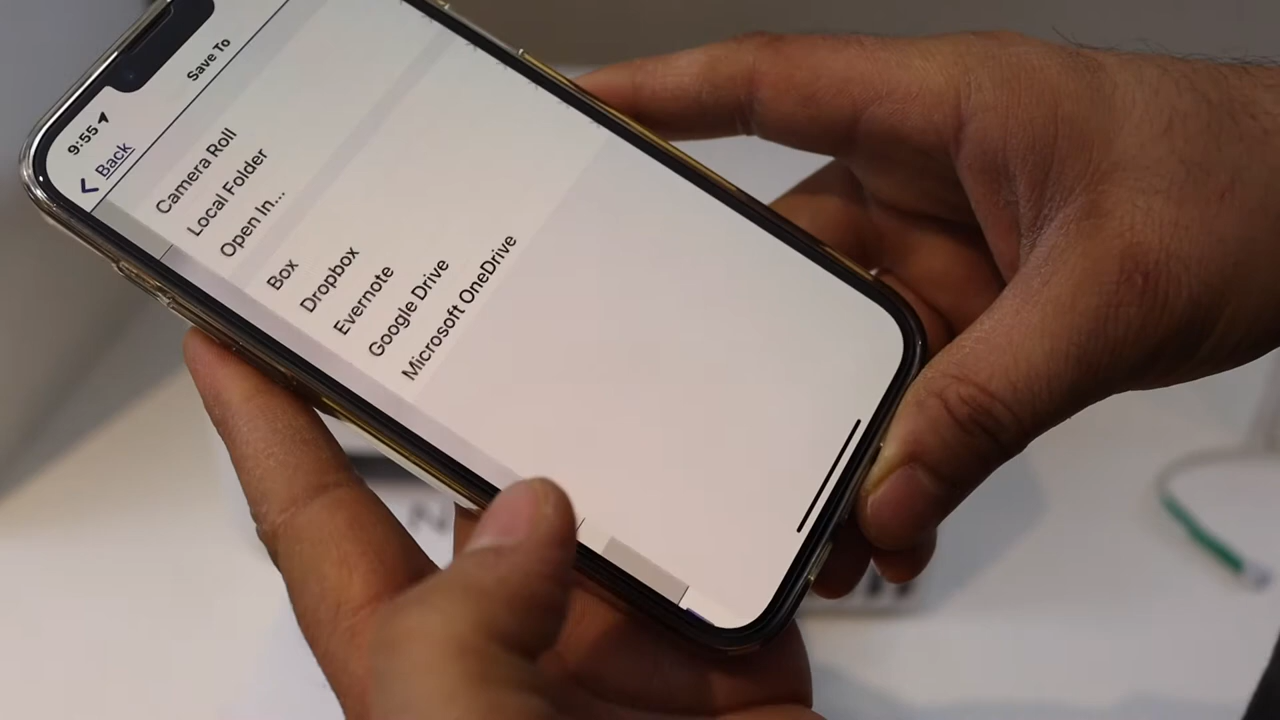 9:55
Back
Save To
Camera Roll
Local Folder
Open In...
Box
Dropbox
Evernote
Google Drive
Microsoft OneDrive